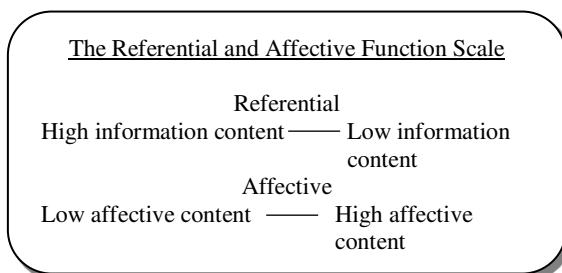 The Referential and Affective Function Scale
Referential
High information content —— Low information
content
Affective
Low affective content —— High affective
content